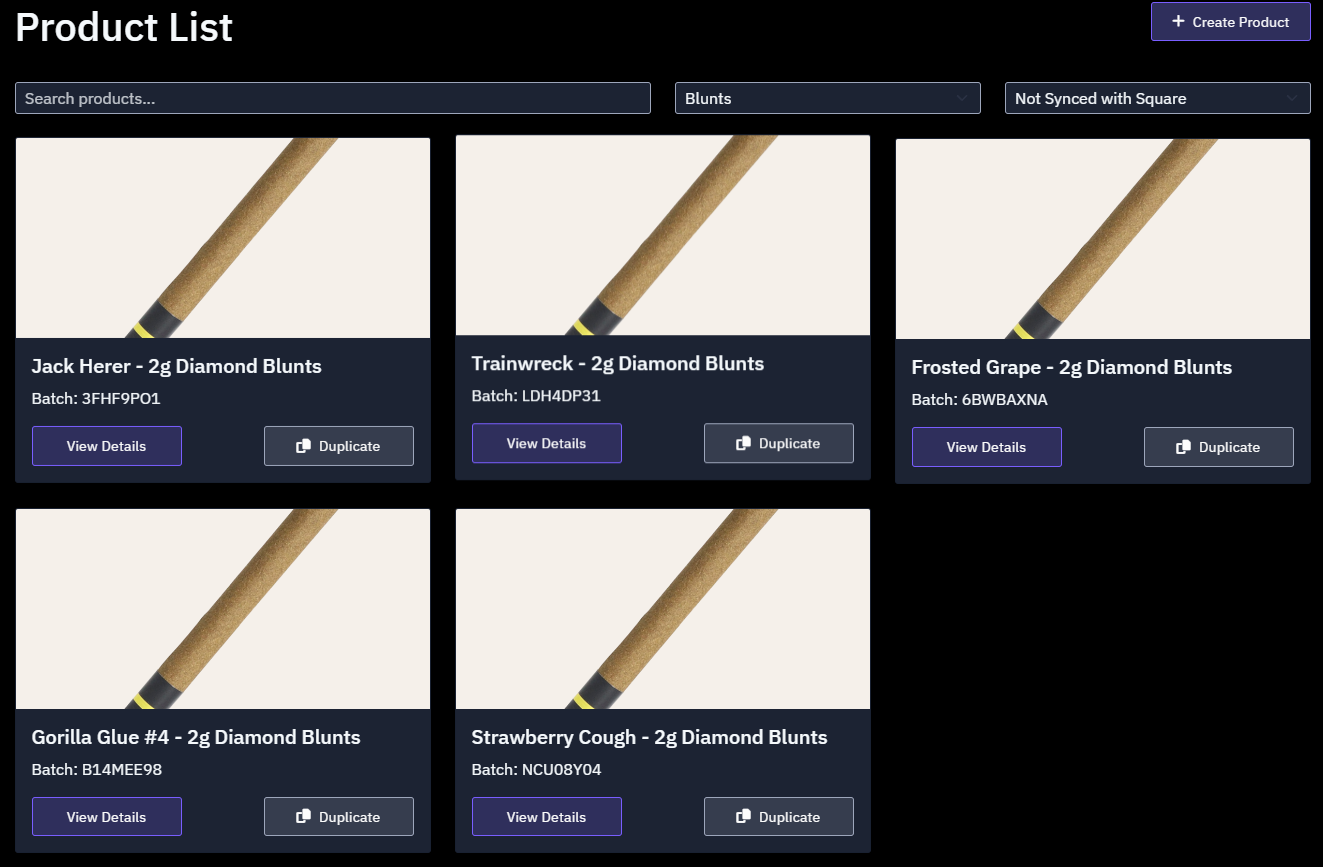 Product List
+ Create Product
Search products...
Blunts
Not Synced with Square
Jack Herer - 2g Diamond Blunts
Batch: 3FHF9PO1
View Details
Duplicate
Trainwreck - 2g Diamond Blunts
Batch: LDH4DP31
View Details
Duplicate
Frosted Grape - 2g Diamond Blunts
Batch: 6BWBAXNA
View Details
Duplicate
Gorilla Glue #4 - 2g Diamond Blunts
Batch: B14MEE98
View Details
Duplicate
Strawberry Cough - 2g Diamond Blunts
Batch: NCU08Y04
View Details
Duplicate